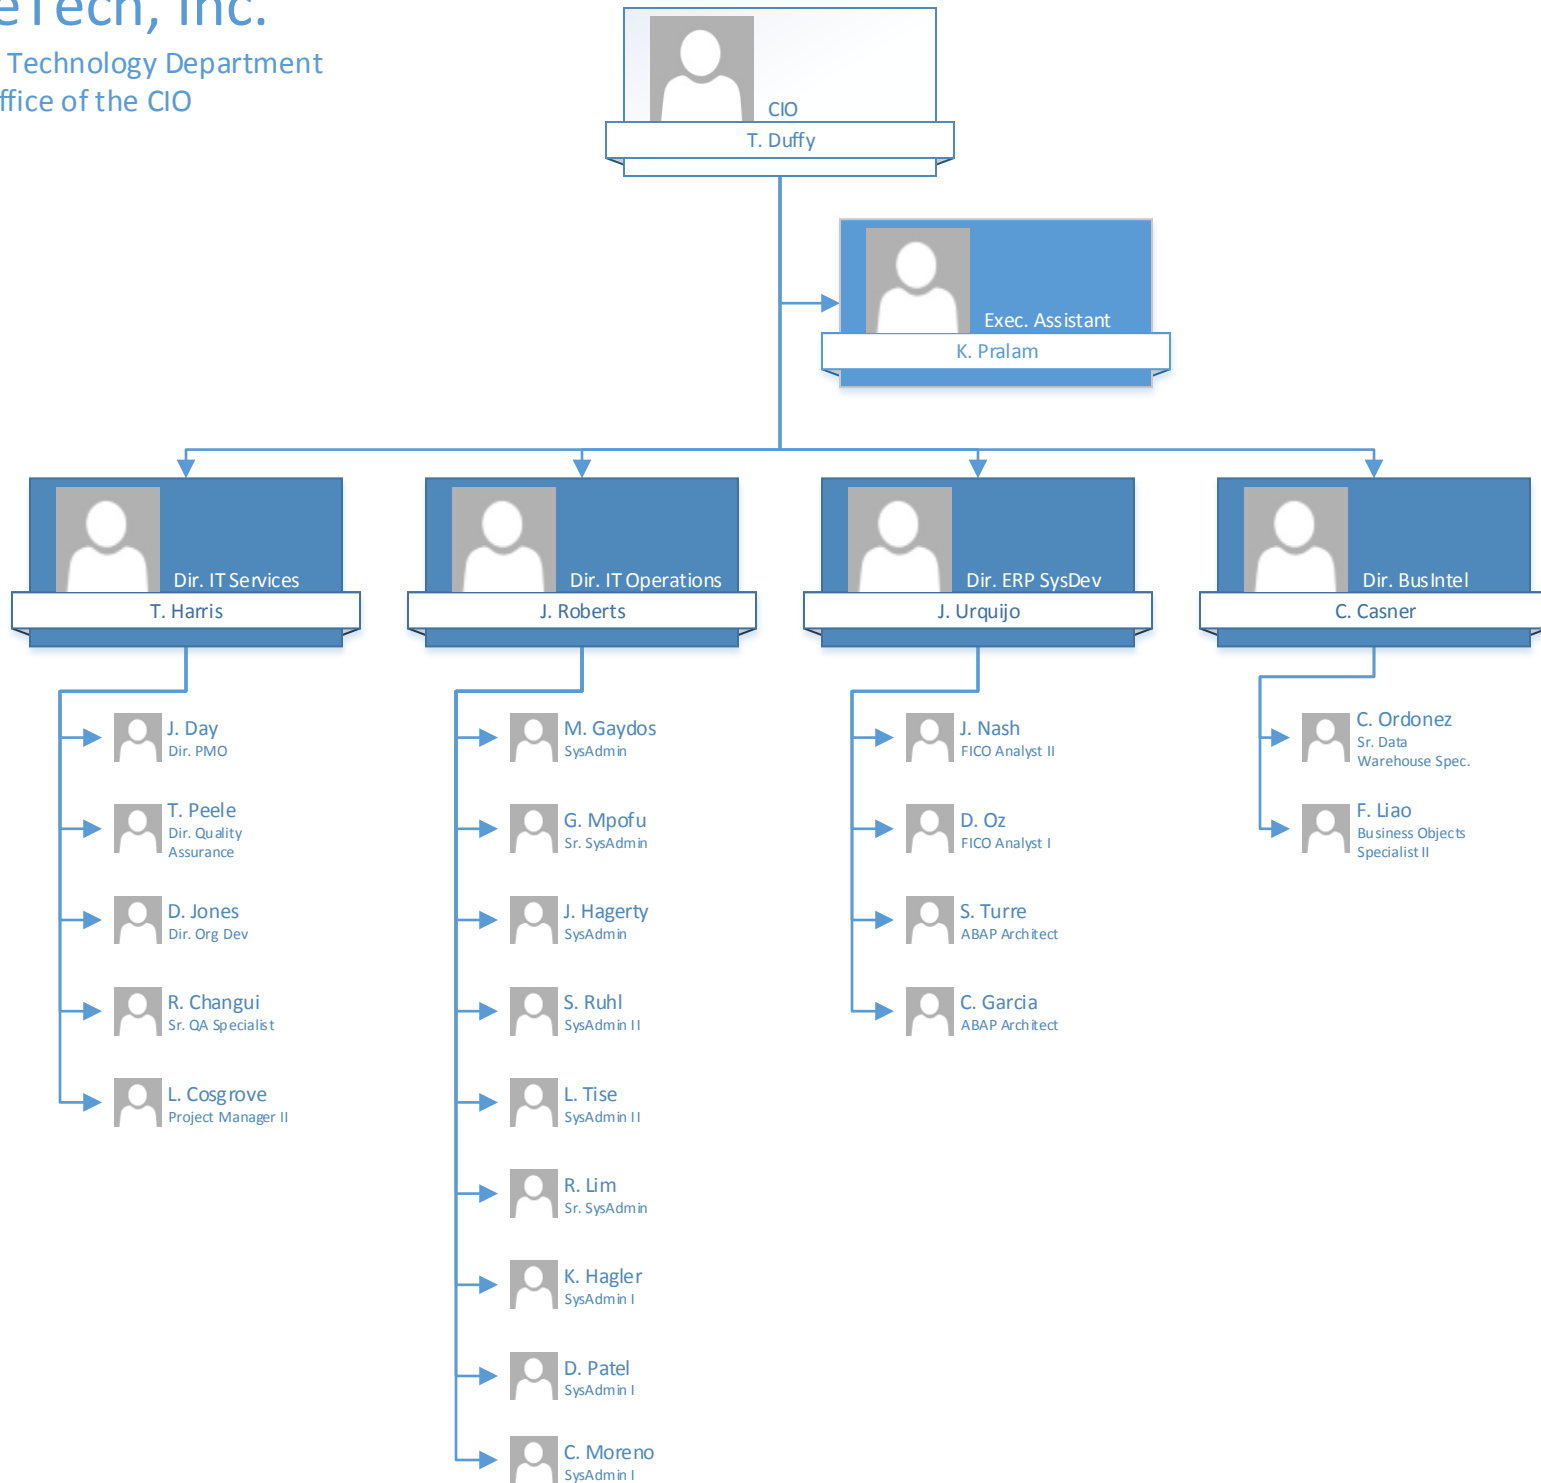 eTech, Inc.
Technology Department
ffice of the CIO
CIO
T. Duffy
Exec. Assistant
K. Pralam
Dir. IT Services
T. Harris
Dir. IT Operations
J. Roberts
Dir. ERP SysDev
J. Urquijo
Dir. BusIntel
C. Casner
J. Day
Dir. PMO
T. Peele
Dir. Quality
Assurance
D. Jones
Dir. Org Dev
R. Changui
Sr. QA Specialist
L. Cosgrove
Project Manager II
M. Gaydos
SysAdmin
G. Mpofu
Sr. SysAdmin
J. Hagerty
SysAdmin
S. Ruhl
SysAdmin II
L. Tise
SysAdmin II
R. Lim
Sr. SysAdmin
K. Hagler
SysAdmin I
D. Patel
SysAdmin I
C. Moreno
SysAdmin I
J. Nash
FICO Analyst II
D. Oz
FICO Analyst I
S. Turre
ABAP Architect
C. Garcia
ABAP Architect
C. Ordonez
Sr. Data
Warehouse Spec.
F. Liao
Business Objects
Specialist II